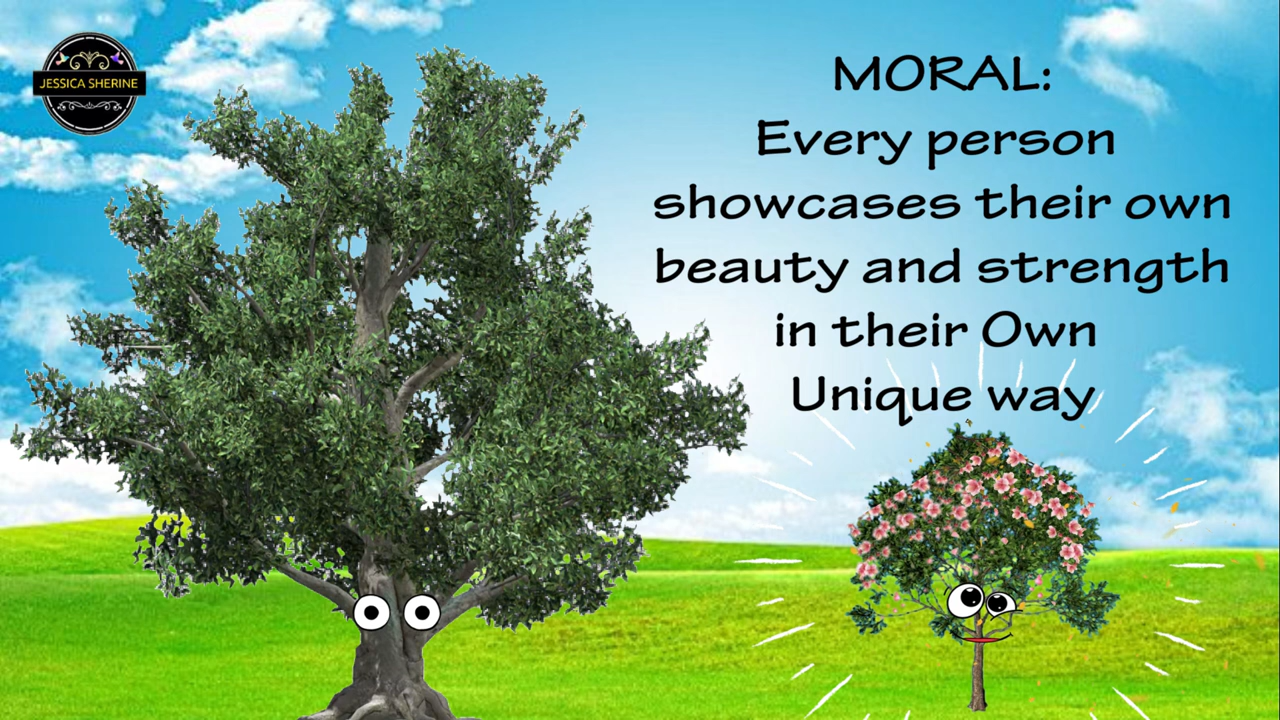 JESSICA SHERINE
MORAL:
Every person
showcases their own
beauty and strength
in their Own
Unique way